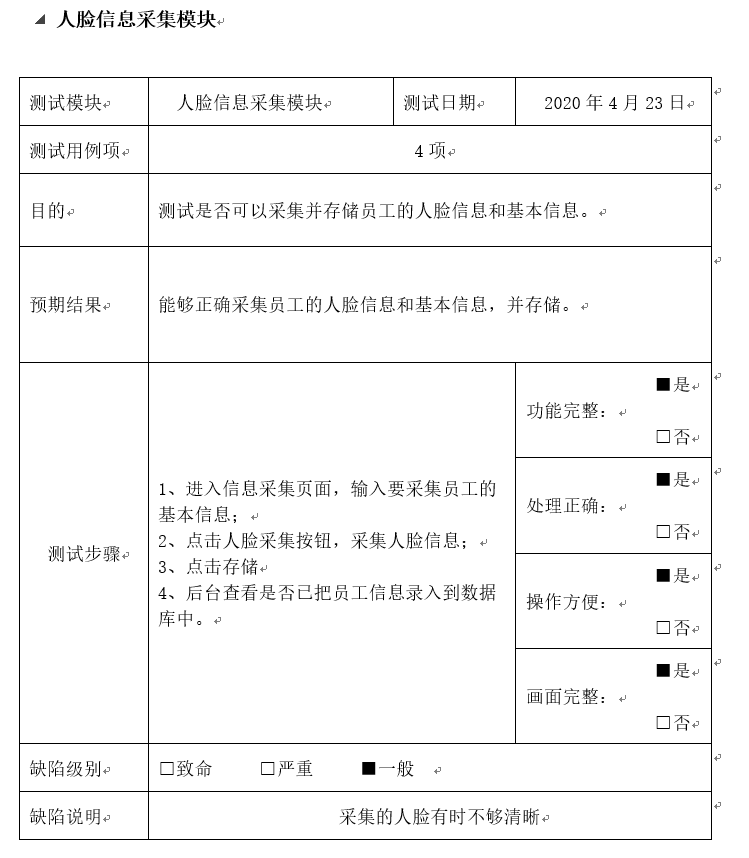 人脸信息采集模块
测试模块 人脸信息采集模块 测试日期 2020 年 4 月 23 日
测试用例项 4 项
目的 测试是否可以采集并存储员工的人脸信息和基本信息。
预期结果 能够正确采集员工的人脸信息和基本信息，并存储。
测试步骤
1、进入信息采集页面，输入要采集员工的
基本信息；
2、点击人脸采集按钮，采集人脸信息；
3、点击存储
4、后台查看是否已把员工信息录入到数据
库中。
功能完整：
■是
□否
处理正确：
■是
□否
操作方便：
■是
□否
画面完整：
■是
□否
缺陷级别 □致命 □严重 ■一般
缺陷说明 采集的人脸有时不够清晰